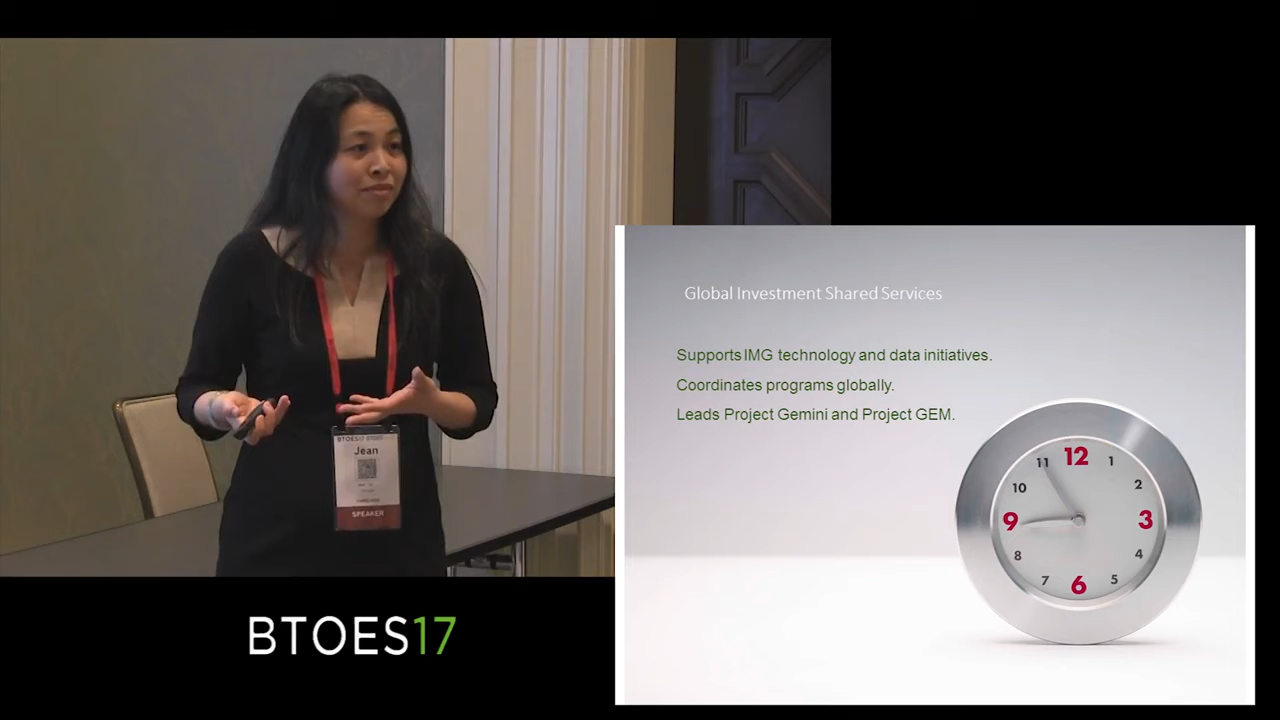 BTOES17
Jean
SPEAKER
BTOES17
Global Investment Shared Services
Supports IMG technology and data initiatives.
Coordinates programs globally.
Leads Project Gemini and Project GEM.
12
1
2
3
4
5
6
7
8
9
10
11